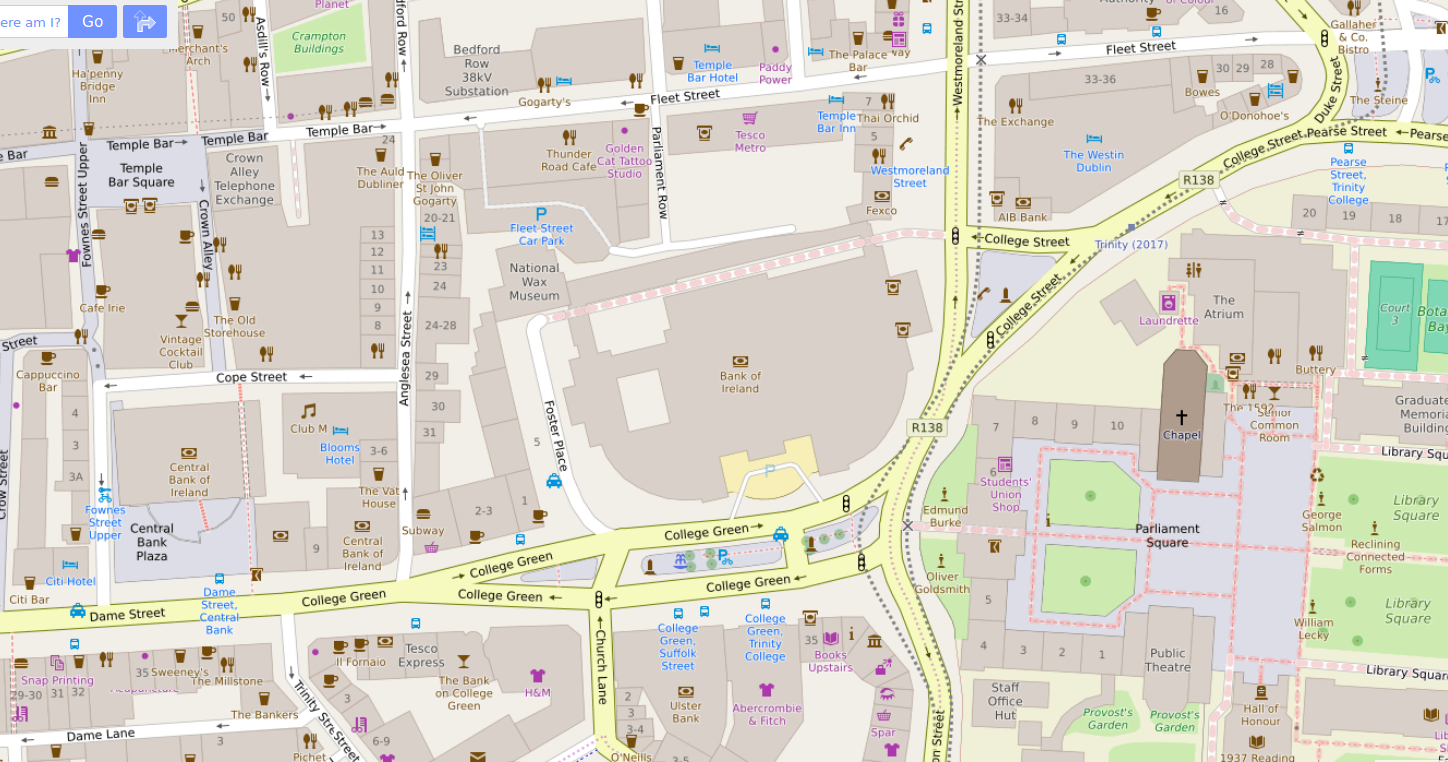 ere am I?
Go
50
Planet
Crampton
Buildings
Merchant's
Arch
Asdill's Row
Ha'penny
Bridge
Inn
Bedford
Row
38kV
Substation
Gogarty's
Temple
Bar Hotel
Paddy
Power
The Palace
Bar
Westmoreland St
33-34
Authority
16
Fleet Street
Gallaher
& Co.
Bistro
33-36
30
29
28
Bowes
O'Donohoe's
Duke Street
The Steine
Fleet Street
Temple Bar
Temple Bar
Temple Bar
e Bar
Temple
Bar Square
Crown
Alley
Telephone
Exchange
24
The Auld
Dubliner
The Oliver
St John
Gogarty
Thunder
Road Cafe
Golden
Cat Tattoo
Studio
Parliament Row
Tesco
Metro
Temple
Bar Inn
7
Thai Orchid
5
The Exchange
The Westin
Dublin
Westmoreland
Street
Fexco
AIB Bank
College Street
Pearse Street
Pearse
Pearse
Street,
Trinity
College
R138
20
19
18
17
Fownes Street Upper
Crown Alley
20-21
Fleet Street
Car Park
13
12
11
10
9
8
23
24
24-28
29
30
31
National
Wax
Museum
College Street
Trinity (2017)
College Street
Cafe Irie
Vintage
Cocktail
Club
The Old
Storehouse
Anglesea Street
Laundrette
The
Atrium
Court
3
Street
Cappuccino
Bar
Cope Street
Bank of
Ireland
Buttery
Graduate
Memorial
Building
The 1592
Senior
Common
Room
Chapel
4
3
3A
Club M
Blooms
Hotel
3-6
Foster Place
5
R138
7
8
9
10
6
Students'
Union
Shop
Library Squ
Central
Bank of
Ireland
The Vat
House
Fownes
Street
Upper
Crow Street
Central
Bank
Plaza
9
Central
Bank of
Ireland
Subway
2-3
1
College Green
Edmund
Burke
Parliament
Square
George
Salmon
Library
Square
Reclining
Connected
Forms
Citi Hotel
Citi Bar
Dame Street
Dame
Street,
Central
Bank
College Green
College Green
College Green
College Green
Oliver
Goldsmith
5
William
Lecky
Library
Square
Snap Printing
29-30
31
32
35
Sweeney's
The Millstone
Il Fornaio
Tesco
Express
The Bank
on College
Green
H&M
Church Lane
College
Green,
Suffolk
Street
College
Green,
Trinity
College
35
Books
Upstairs
4
3
2
1
Public
Theatre
Library Squar
The Bankers
Trinity Street
3
6-9
Pichet
Dame Lane
3
2
3
3-4
Ulster
Bank
Abercrombie
& Fitch
Spar
Staff
Office
Hut
Provost's
Garden
Provost's
Garden
Hall of
Honour
1937 Reading
O'Neills
3-5
on Street